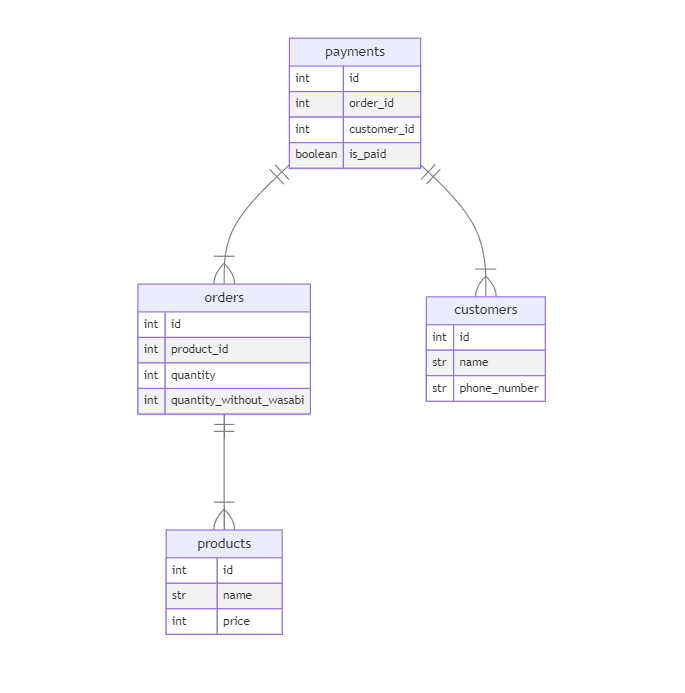 payments
int id
int order_id
int customer_id
boolean is_paid
orders
int id
int product_id
int quantity
int quantity_without_wasabi
customers
int id
str name
str phone_number
products
int id
str name
int price